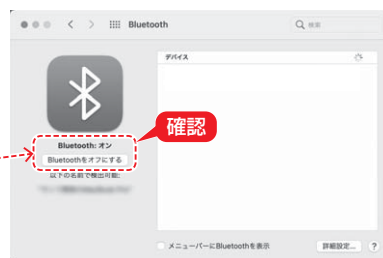 Bluetooth
検索
デバイス
Bluetooth: オン
Bluetoothをオフにする
以下の名前で検出可能:
確認
メニューバーにBluetoothを表示
詳細設定...
?